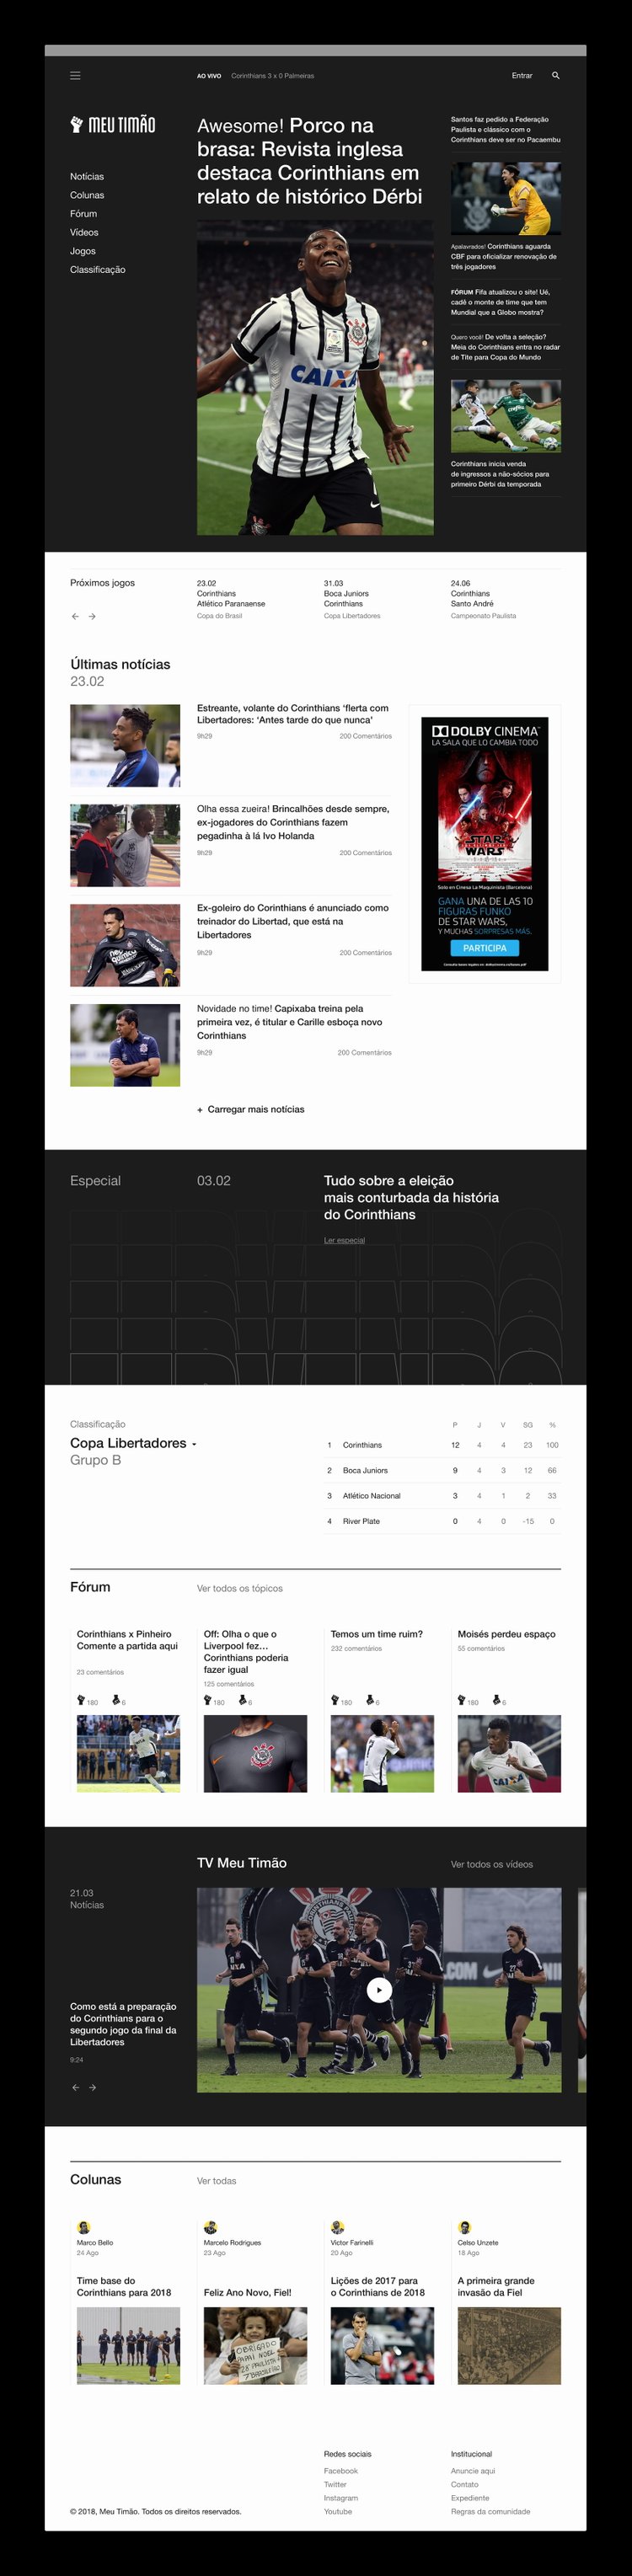 AO VIVO Corinthians 3 x 0 Palmeiras
Entrar
MEU TIMÃO
Notícias
Colunas
Fórum
Vídeos
Jogos
Classificação
Awesome! Porco na
brasa: Revista inglesa
destaca Corinthians em
relato de histórico Dérbi
CAIXA
Santos faz pedido a Federação
Paulista e clássico com o
Corinthians deve ser no Pacaembu
Apalavrados! Corinthians aguarda
CBF para oficializar renovação de
três jogadores
FÓRUM Fifa atualizou o site! Ué,
cadê o monte de time que tem
Mundial que a Globo mostra?
Quero você! De volta a seleção?
Meia do Corinthians entra no radar
de Tite para Copa do Mundo
Corinthians inicia venda
de ingressos a não-sócios para
primeiro Dérbi da temporada
Próximos jogos
23.02
Corinthians
Atlético Paranaense
Copa do Brasil
31.03
Boca Juniors
Corinthians
Copa Libertadores
24.06
Corinthians
Santo André
Campeonato Paulista
Últimas notícias
23.02
Estreante, volante do Corinthians ‘flerta com
Libertadores: ‘Antes tarde do que nunca’
9h29 200 Comentários
Olha essa zueira! Brincalhões desde sempre,
ex-jogadores do Corinthians fazem
pegadinha à lá Ivo Holanda
9h29 200 Comentários
Ex-goleiro do Corinthians é anunciado como
treinador do Libertad, que está na
Libertadores
9h29 200 Comentários
Novidade no time! Capixaba treina pela
primeira vez, é titular e Carille esboça novo
Corinthians
9h29 200 Comentários
+ Carregar mais notícias
DOLBY CINEMA
LA SALA QUE LO CAMBIA TODO
STAR
WARS
Solo en Cinesa La Maquinista (Barcelona)
GANA UNA DE LAS 10
FIGURAS FUNKO
DE STAR WARS,
Y MUCHAS SORPRESAS MÁS.
PARTICIPA
Especial
03.02
Tudo sobre a eleição
mais conturbada da história
do Corinthians
Ler especial
Classificação
Copa Libertadores
Grupo B
P J V SG %
1 Corinthians 12 4 4 23 100
2 Boca Juniors 9 4 3 12 66
3 Atlético Nacional 3 4 1 2 33
4 River Plate 0 4 0 -15 0
Fórum
Ver todos os tópicos
Corinthians x Pinheiro
Comente a partida aqui
23 comentários
180 6
Off: Olha o que o
Liverpool fez…
Corinthians poderia
fazer igual
125 comentários
180 6
Temos um time ruim?
232 comentários
180 6
Moisés perdeu espaço
55 comentários
180 6
TV Meu Timão
Ver todos os vídeos
21.03
Notícias
Como está a preparação
do Corinthians para o
segundo jogo da final da
Libertadores
9:24
Colunas
Ver todas
Marco Bello
24 Ago
Time base do
Corinthians para 2018
Marcelo Rodrigues
23 Ago
Feliz Ano Novo, Fiel!
OBRIGADO
PAPAI NOEL
Victor Farinelli
20 Ago
Lições de 2017 para
o Corinthians de 2018
Celso Unzete
18 Ago
A primeira grande
invasão da Fiel
Redes sociais
Facebook
Twitter
Instagram
Youtube
Institucional
Anuncie aqui
Contato
Expediente
Regras da comunidade
© 2018, Meu Timão. Todos os direitos reservados.